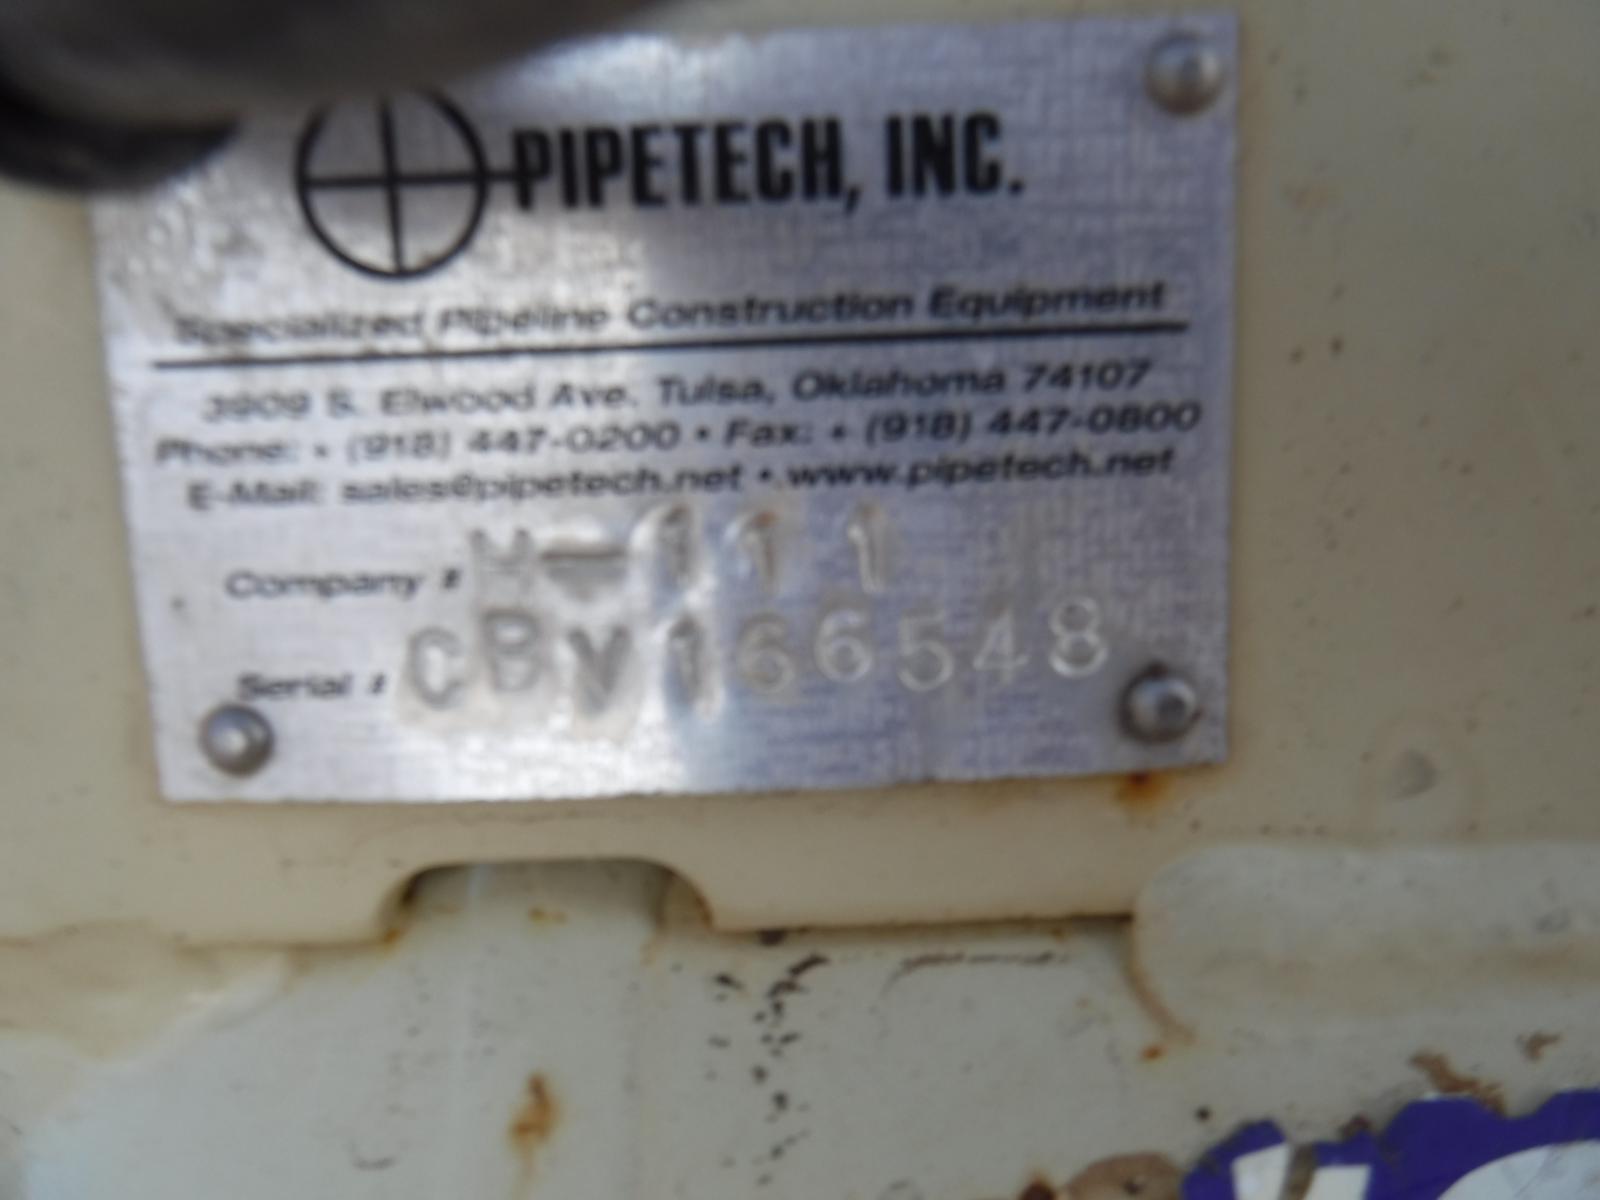 PIPETECH, INC.
Specialized Pipeline Construction Equipment
3909 S. Elwood Ave. Tulsa, Oklahoma 74107
Phone: + (918) 447-0200 • Fax: + (918) 447-0800
E-Mail: sales@pipetech.net • www.pipetech.net
Company # H-111
Serial # CBV166548